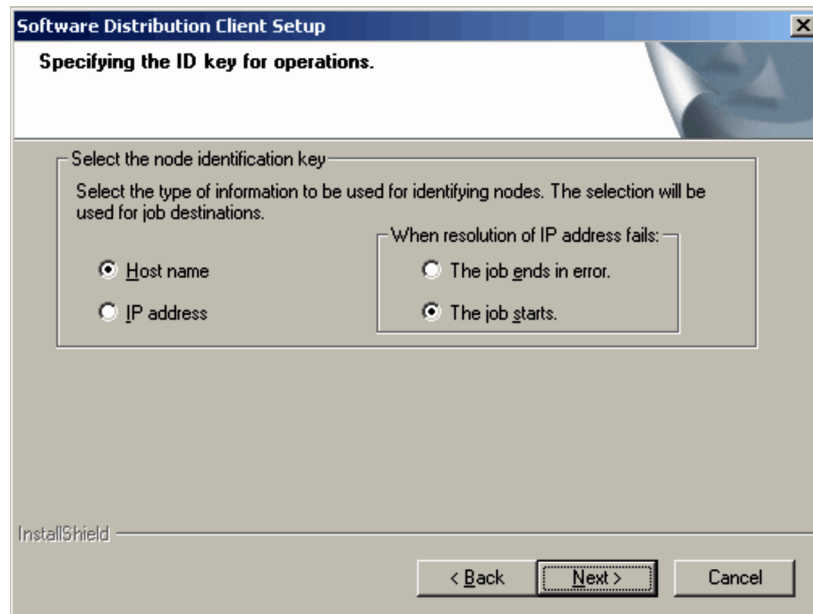 Software Distribution Client Setup
Specifying the ID key for operations.
Select the node identification key
Select the type of information to be used for identifying nodes. The selection will be
used for job destinations.
When resolution of IP address fails:
Host name
The job ends in error.
IP address
The job starts.
InstallShield
< Back
Next >
Cancel